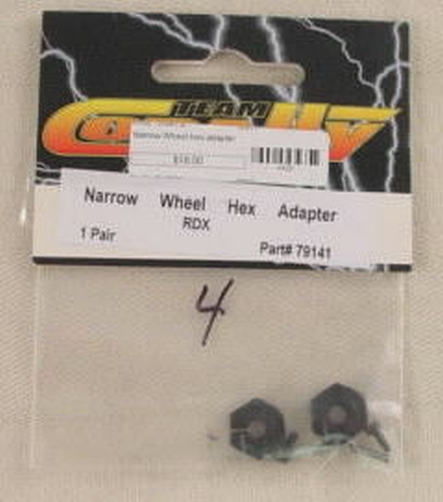 TEAM
Narrow Wheel hex adapter
$18.00
Narrow Wheel Hex Adapter
RDX
1 Pair
Part# 79141
4